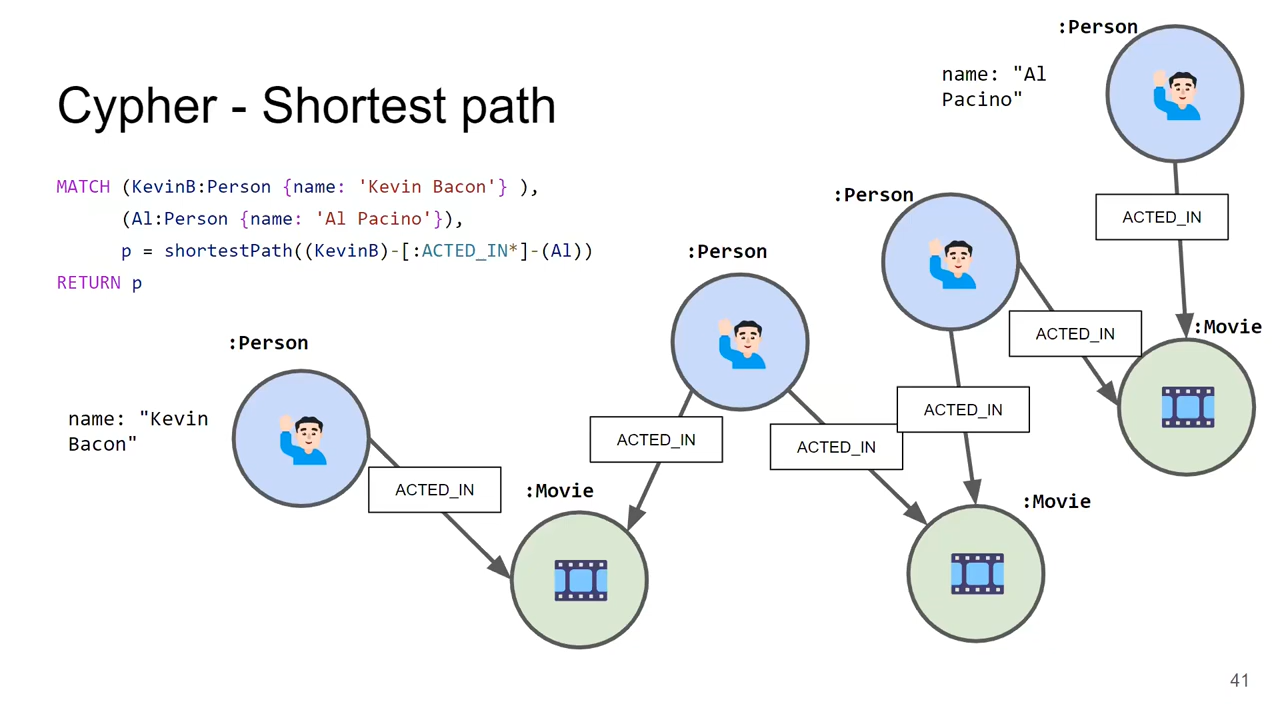 Cypher - Shortest path
MATCH (KevinB:Person {name: 'Kevin Bacon'} ),
(Al:Person {name: 'Al Pacino'}),
p = shortestPath((KevinB)-[:ACTED_IN*]-(Al))
RETURN p
:Person
name: "Kevin
Bacon"
ACTED_IN
:Movie
:Person
ACTED_IN
ACTED_IN
:Movie
:Person
ACTED_IN
ACTED_IN
:Movie
:Person
name: "Al
Pacino"
ACTED_IN
41